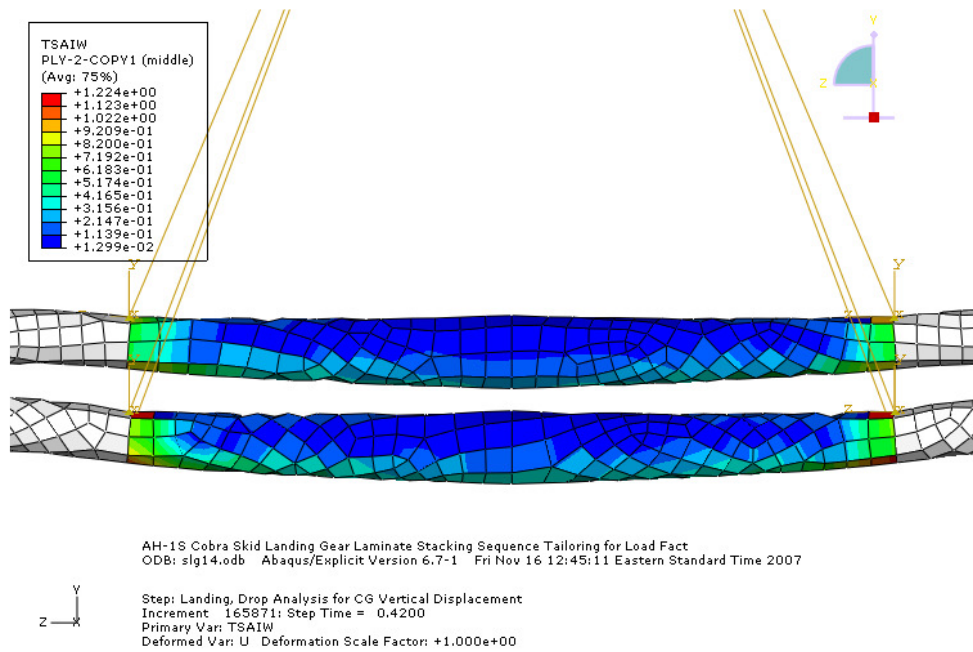 TSAIW
PLY-2-COPY1 (middle)
(Avg: 75%)
+1.224e+00
+1.123e+00
+1.022e+00
+9.209e-01
+8.200e-01
+7.192e-01
+6.183e-01
+5.174e-01
+4.165e-01
+3.156e-01
+2.147e-01
+1.139e-01
+1.299e-02
Y
Z
X
Y
Y
Y
Y
Z
AH-1S Cobra Skid Landing Gear Laminate Stacking Sequence Tailoring for Load Fact
ODB: slg14.odb Abaqus/Explicit Version 6.7-1 Fri Nov 16 12:45:11 Eastern Standard Time 2007
Step: Landing, Drop Analysis for CG Vertical Displacement
Increment 165871: Step Time = 0.4200
Primary Var: TSAIW
Deformed Var: U Deformation Scale Factor: +1.000e+00
Y
Z
X